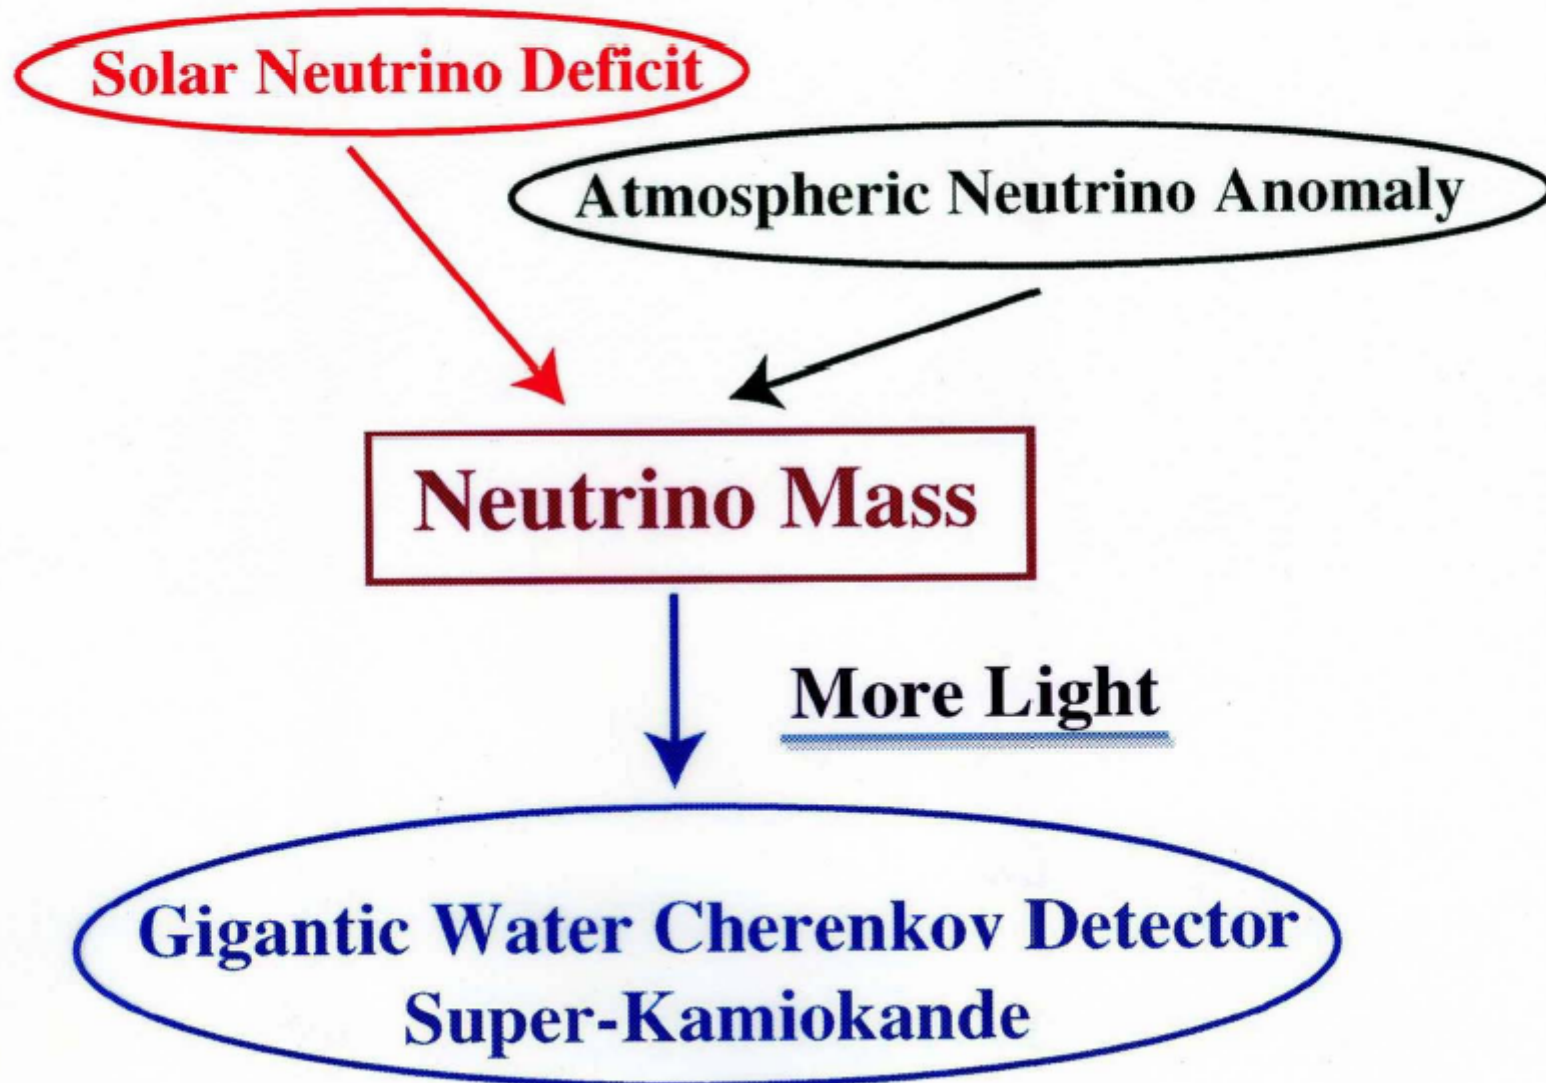 Solar Neutrino Deficit
Atmospheric Neutrino Anomaly
Neutrino Mass
More Light
Gigantic Water Cherenkov Detector
Super-Kamiokande